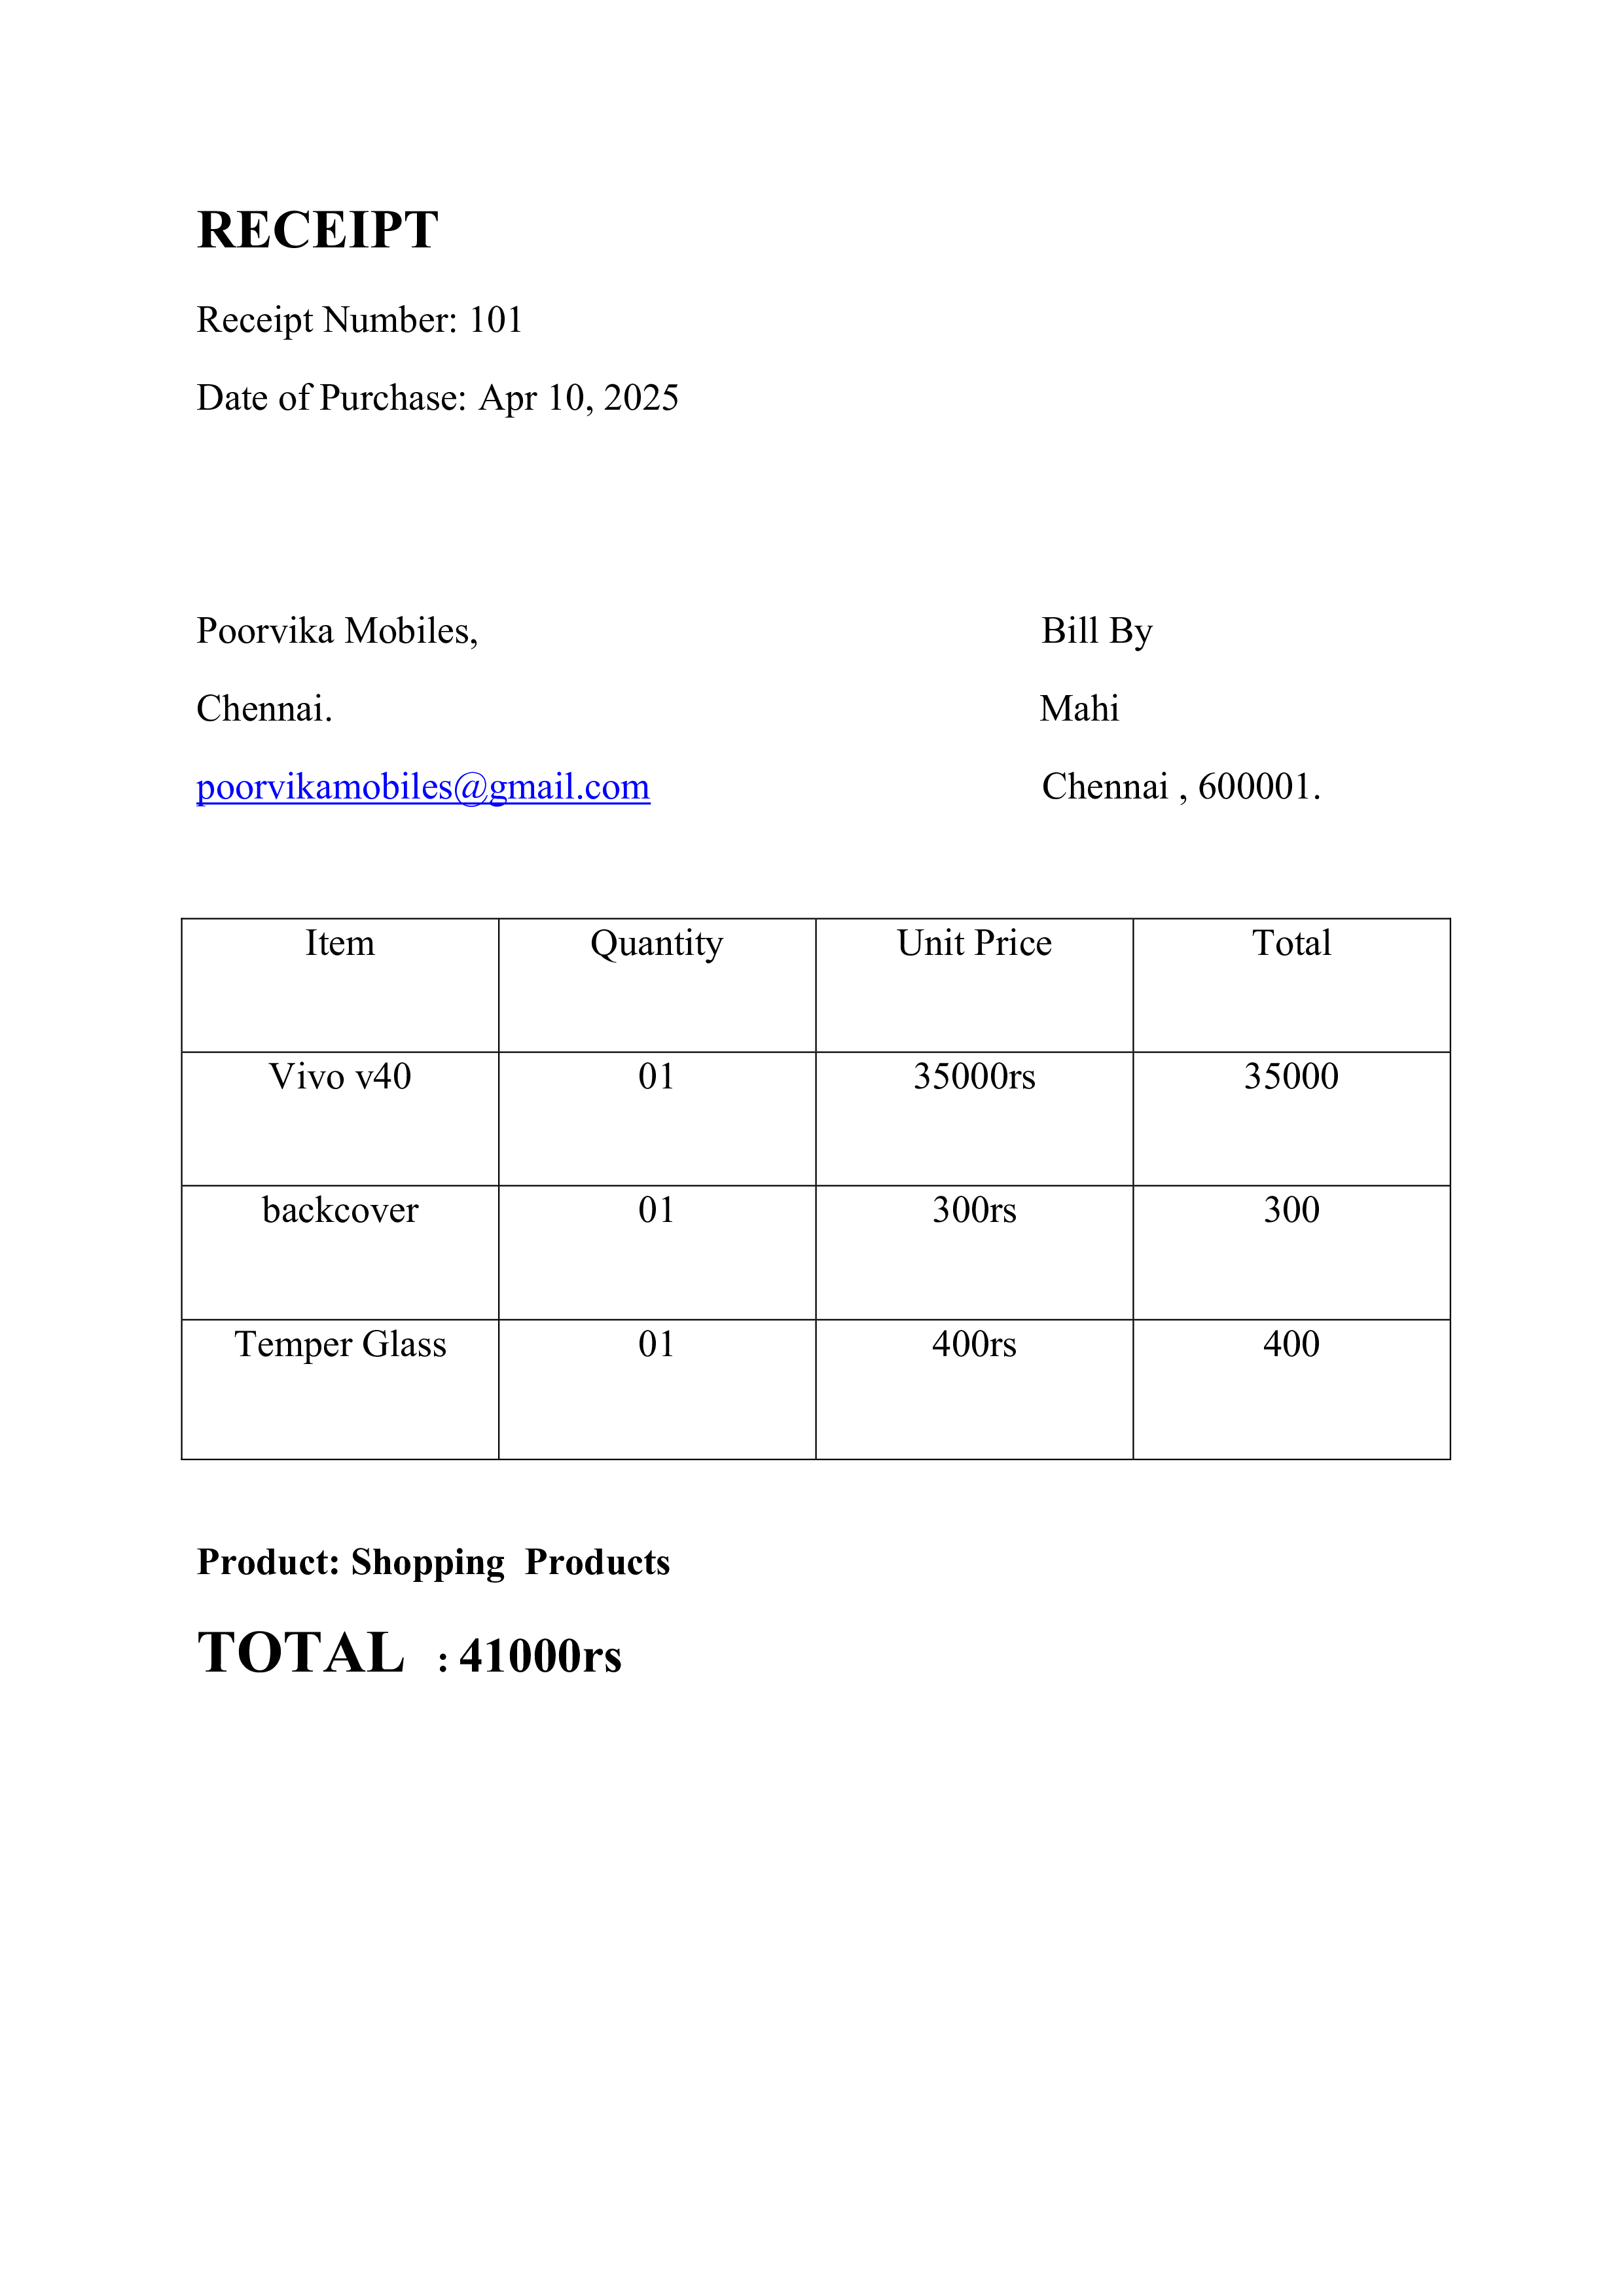 RECEIPT
Receipt Number: 101
Date of Purchase: Apr 10, 2025
Poorvika Mobiles, Bill By
Chennai. Mahi
poorvikamobiles@gmail.com Chennai , 600001.
Item Quantity Unit Price Total
Vivo v40 01 35000rs 35000
backcover 01 300rs 300
Temper Glass 01 400rs 400
Product: Shopping Products
TOTAL : 41000rs